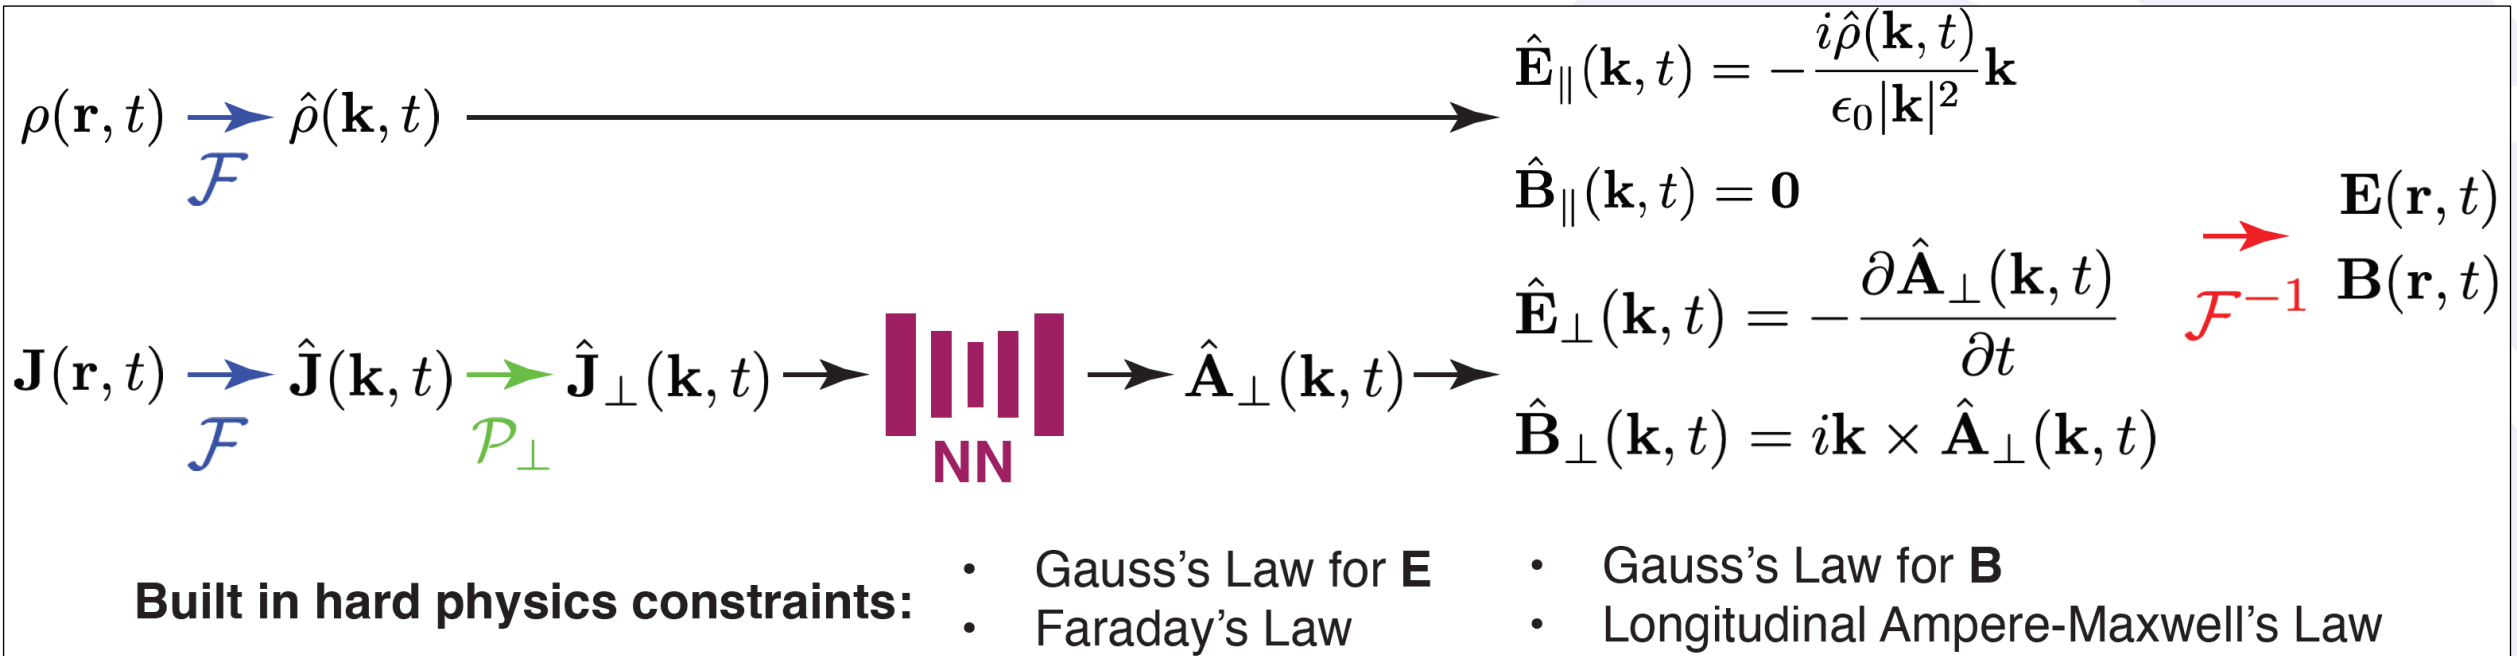 ρ(r, t) → ρ̂(k, t) → Ê∥(k, t) = −(iρ̂(k, t) / ϵ₀|k|²) k
ℱ
B̂∥(k, t) = 0
J(r, t) → Ĵ(k, t) → Ĵ⊥(k, t) → NN → Â⊥(k, t) → Ê⊥(k, t) = −∂Â⊥(k, t) / ∂t
ℱ
𝒫⊥
B̂⊥(k, t) = ik × Â⊥(k, t)
ℱ⁻¹
E(r, t)
B(r, t)
Built in hard physics constraints:
• Gauss's Law for E
• Faraday's Law
• Gauss's Law for B
• Longitudinal Ampere-Maxwell's Law